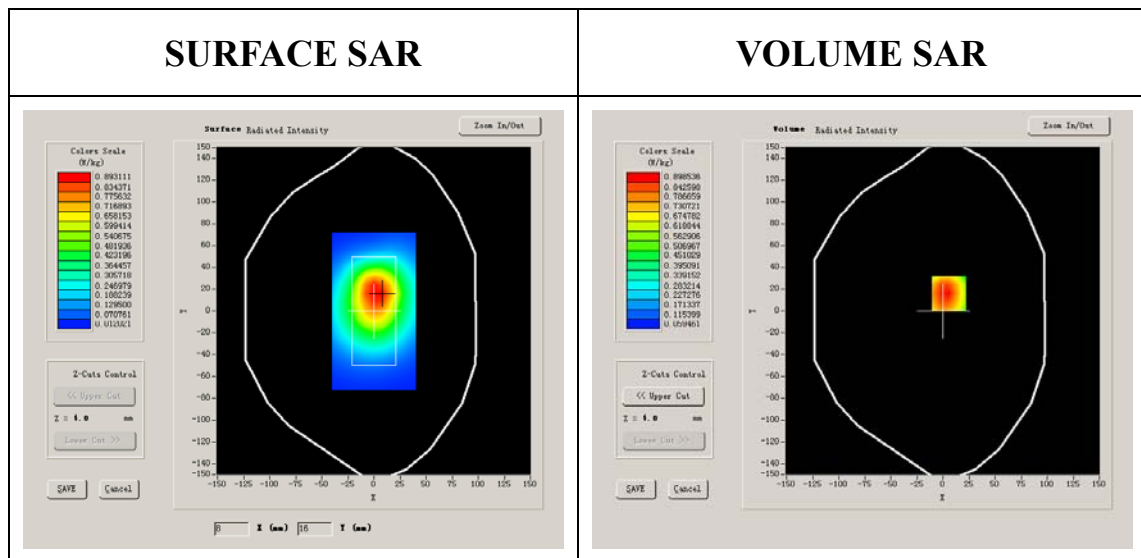 SURFACE SAR
VOLUME SAR
Surface Radiated Intensity
Zoom In/Out
Colors Scale
(W/kg)
0.893111
0.834371
0.775632
0.716893
0.658153
0.599414
0.540675
0.481936
0.423196
0.364457
0.305718
0.246979
0.188239
0.129500
0.070761
0.012021
150
140
120
100
80
60
40
20
0
-20
-40
-60
-80
-100
-120
-140
-150
Y
-150 -125 -100 -75 -50 -25 0 25 50 75 100 125 150
X
Z-Cuts Control
<< Upper Cut
Z = 4.0 mm
Lower Cut >>
SAVE Cancel
8 X (mm) 16 Y (mm)
Volume Radiated Intensity
Zoom In/Out
Colors Scale
(W/kg)
0.898536
0.842598
0.786659
0.730721
0.674782
0.618844
0.562906
0.506967
0.451029
0.395091
0.339152
0.283214
0.227276
0.171337
0.115399
0.059461
150
140
120
100
80
60
40
20
0
-20
-40
-60
-80
-100
-120
-140
-150
Y
-150 -125 -100 -75 -50 -25 0 25 50 75 100 125 150
X
Z-Cuts Control
<< Upper Cut
Z = 4.0 mm
Lower Cut >>
SAVE Cancel